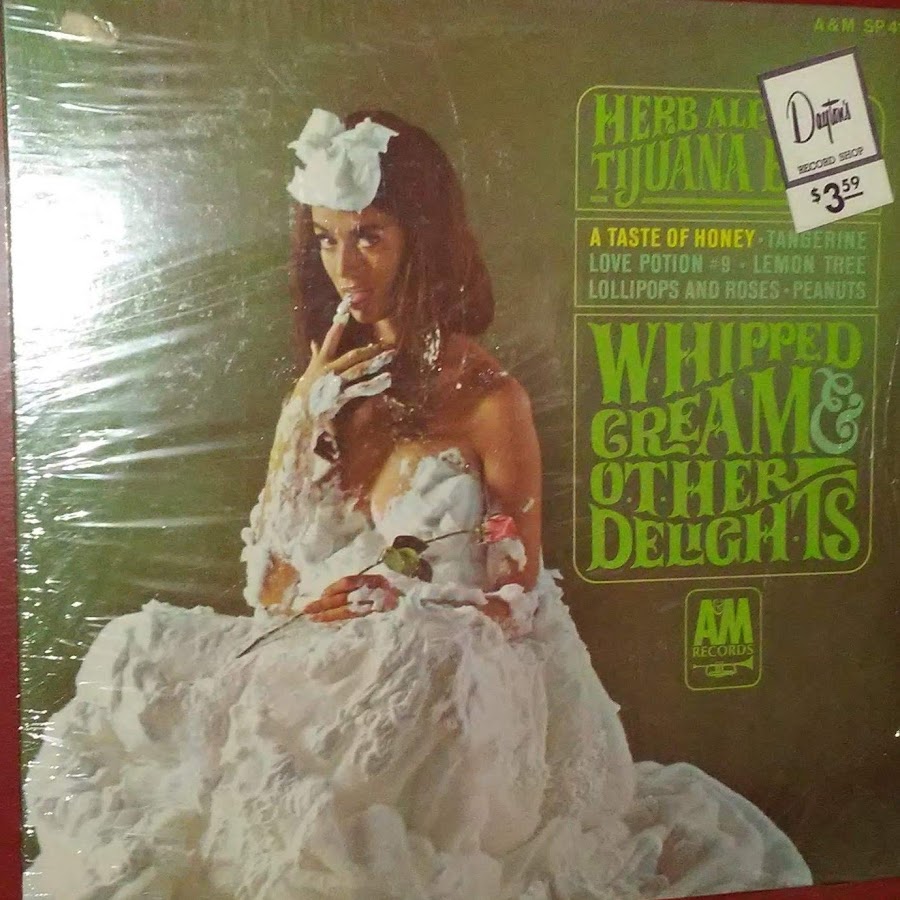 A&M SP 4
HERB AL
TIJUANA
Dayton's
RECORD SHOP
$3.59
A TASTE OF HONEY • TANGERINE
LOVE POTION #9 • LEMON TREE
LOLLIPOPS AND ROSES • PEANUTS
WHIPPED
CREAM &
OTHER
DELIGHTS
A&M
RECORDS